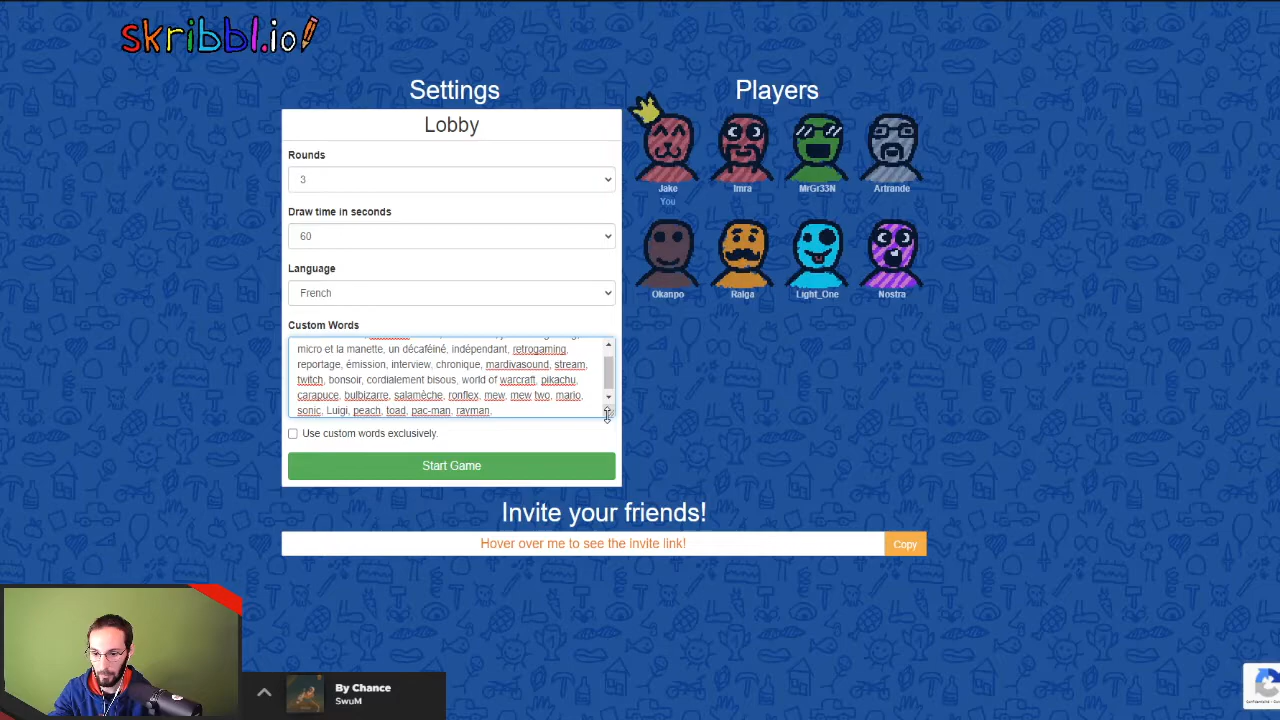 skribbl.io
Settings
Players
Lobby
Rounds
3
Draw time in seconds
60
Language
French
Custom Words
micro et la manette, un décaféiné, indépendant, retrogaming,
reportage, émission, interview, chronique, mardivasound, stream,
twitch, bonsoir, cordialement bisous, world of warcraft, pikachu,
carapuce, bulbizarre, salamèche, ronflex, mew, mew two, mario,
sonic, Luigi, peach, toad, pac-man, rayman,
Use custom words exclusively.
Start Game
Jake
You
Imra
MrGr33N
Artrande
Okanpo
Ralga
Light_One
Nostra
Invite your friends!
Hover over me to see the invite link!
Copy
By Chance
SwuM